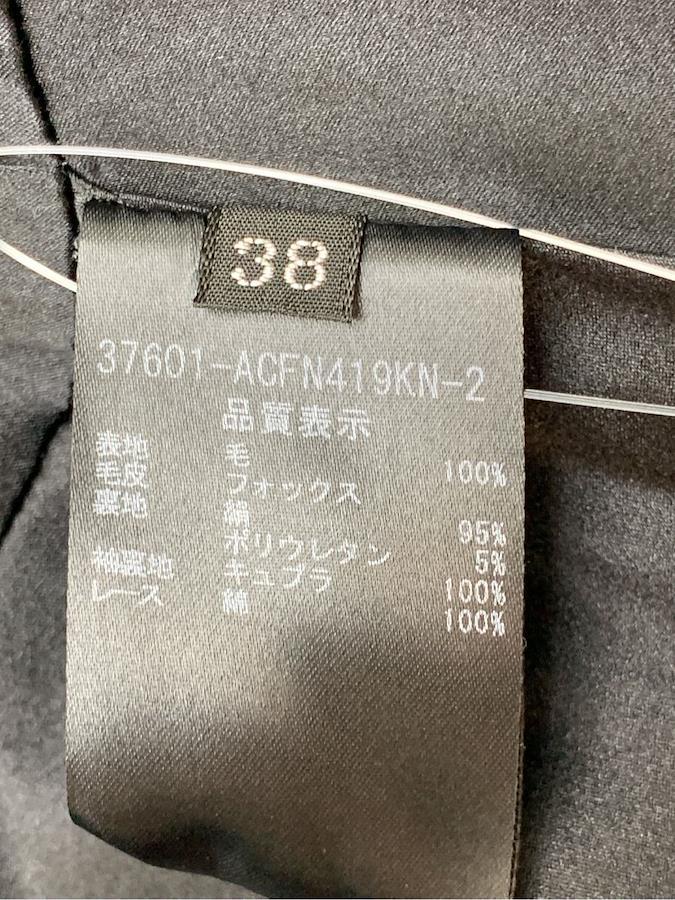 38
37601-ACFN419KN-2
品質表示
表地 毛 100%
毛皮 フォックス
裏地 絹 95%
ポリウレタン 5%
袖裏地 キュプラ 100%
レース 綿 100%